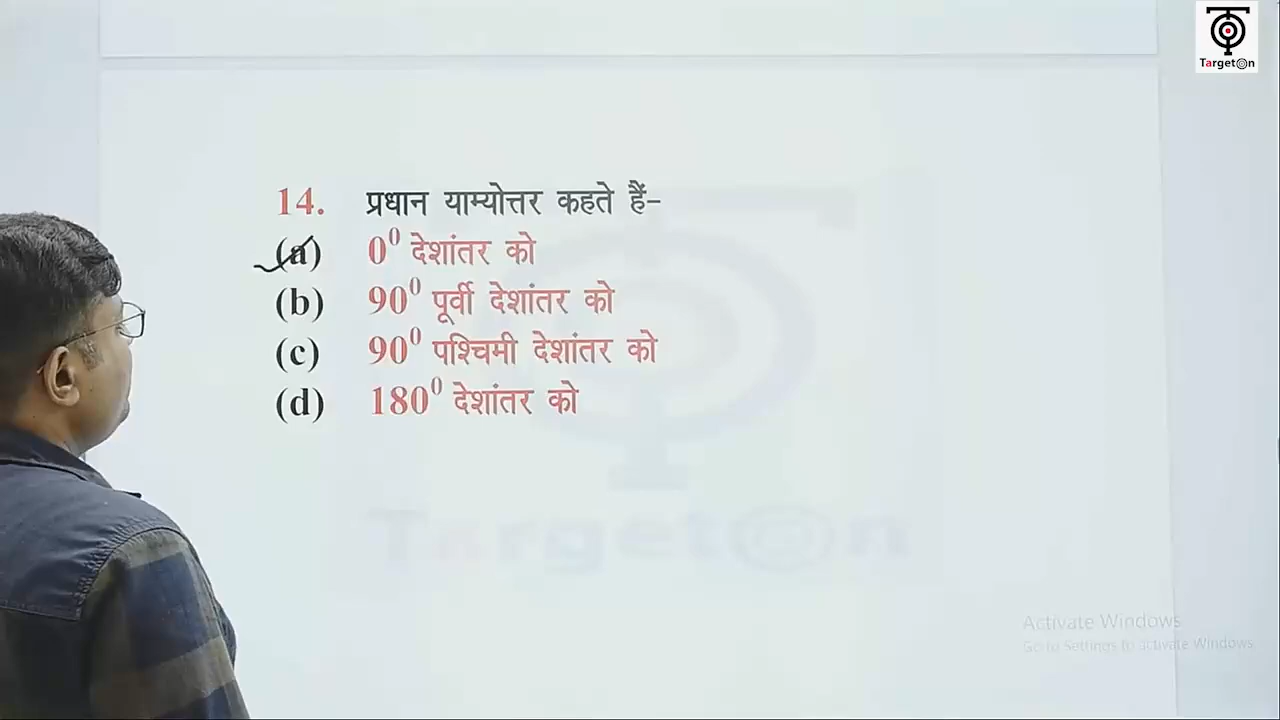 Target@n
14. प्रधान याम्योत्तर कहते हैं-
(a) 0⁰ देशांतर को
(b) 90⁰ पूर्वी देशांतर को
(c) 90⁰ पश्चिमी देशांतर को
(d) 180⁰ देशांतर को
Target@n
Activate Windows
Go to Settings to activate Windows